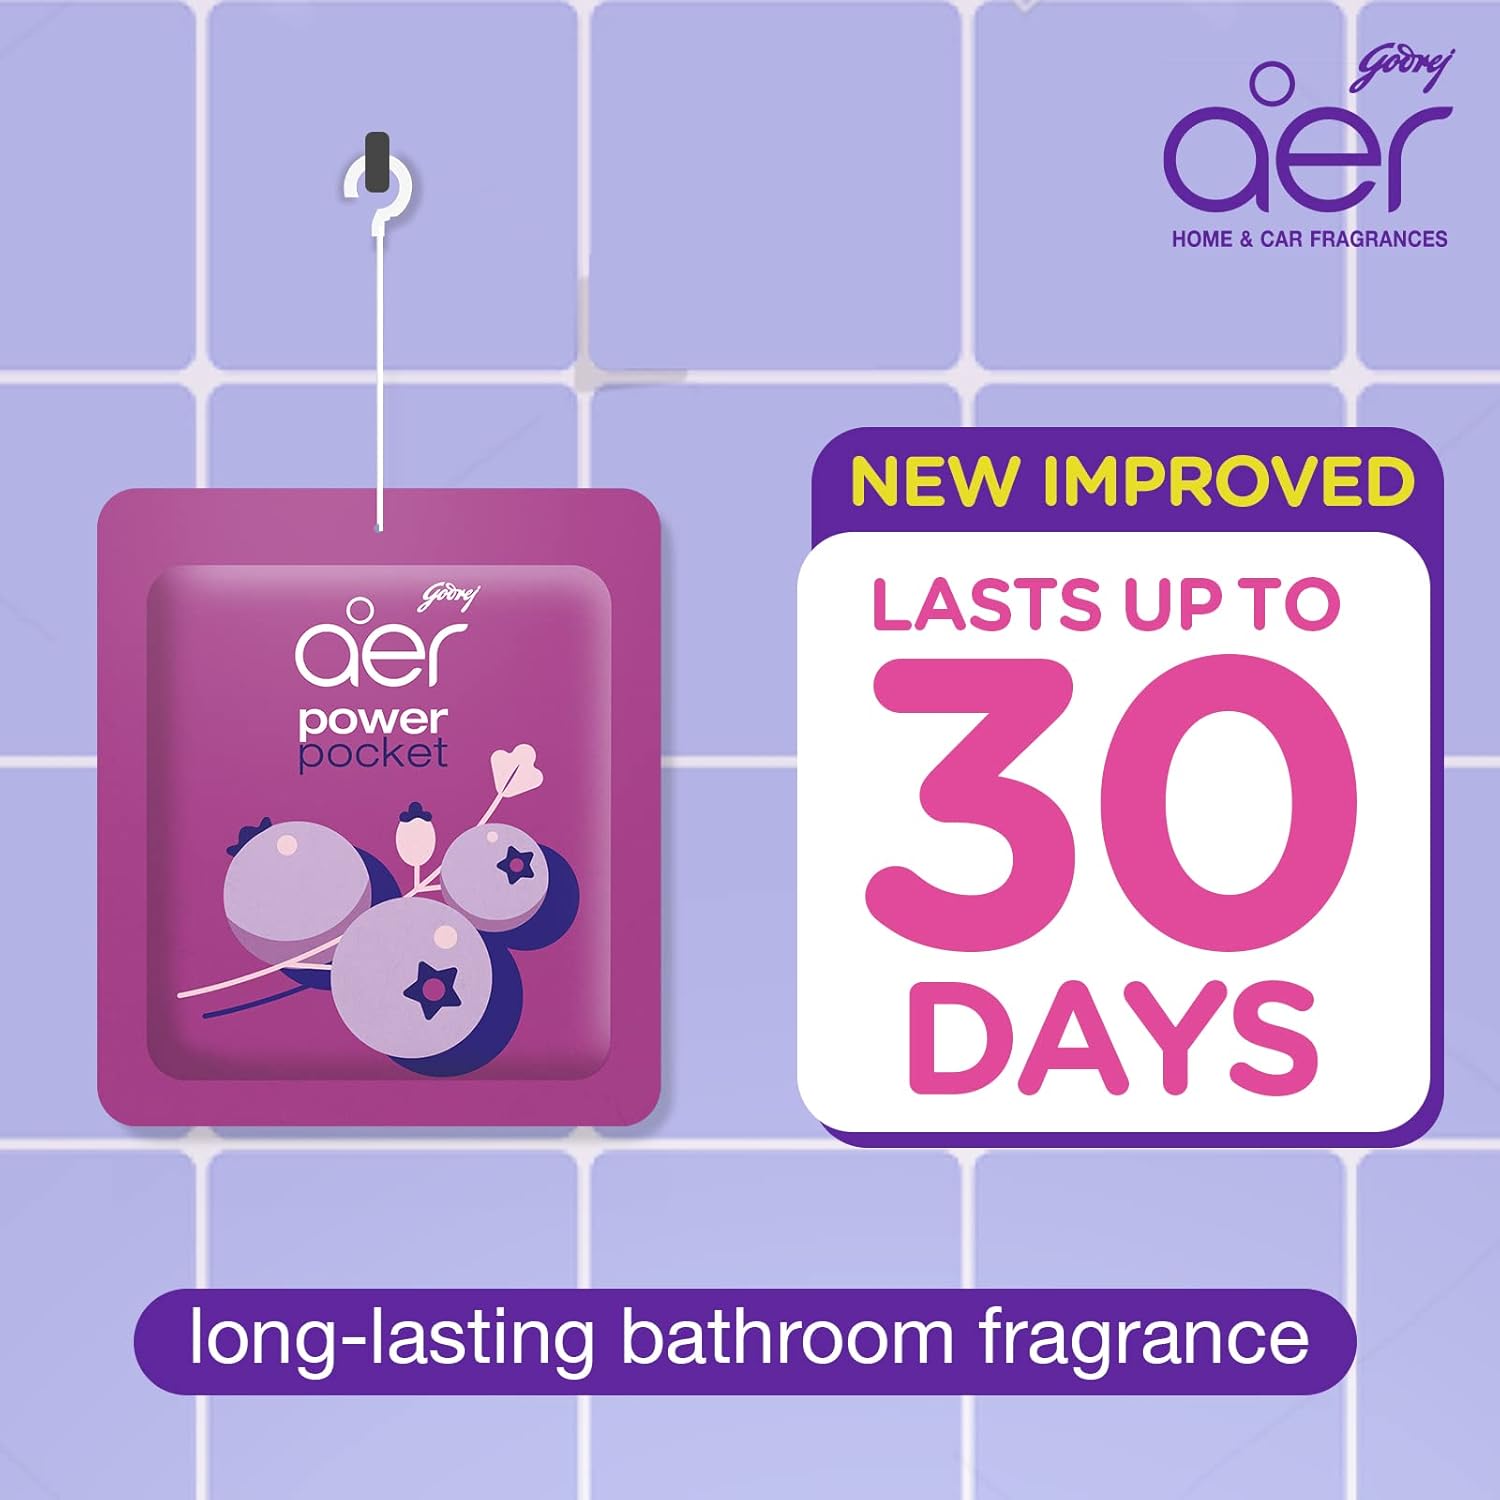 Godrej
aer
HOME & CAR FRAGRANCES
Godrej
aer
power
pocket
NEW IMPROVED
LASTS UP TO
30
DAYS
long-lasting bathroom fragrance